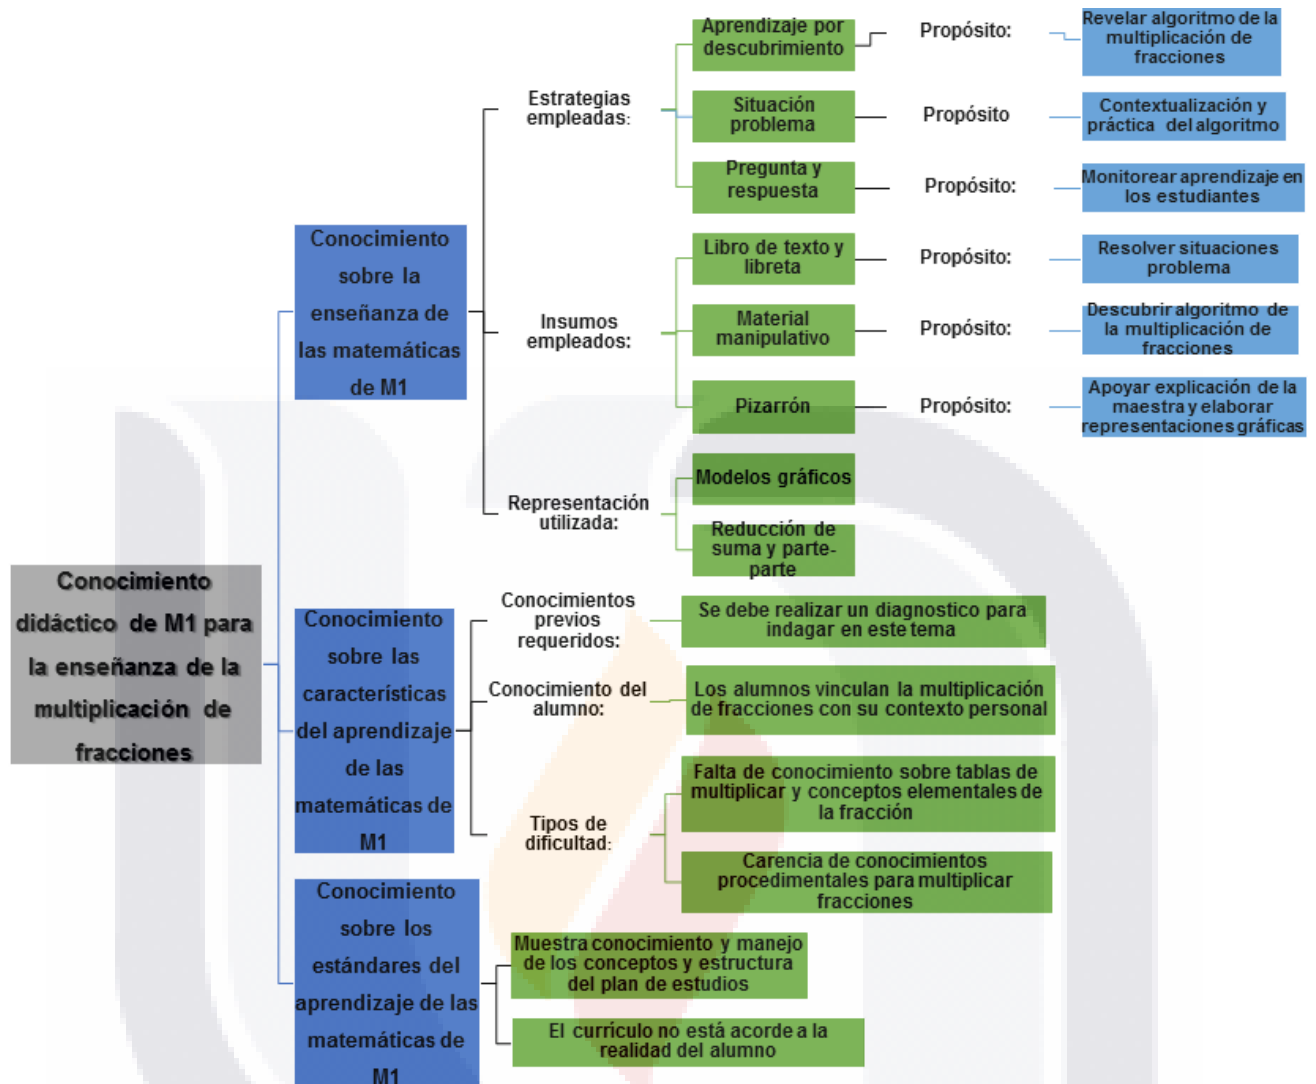 Conocimiento
didáctico de M1 para
la enseñanza de la
multiplicación de
fracciones
Conocimiento
sobre la
enseñanza de
las matemáticas
de M1
Estrategias
empleadas:
Aprendizaje por
descubrimiento
Propósito:
Revelar algoritmo de la
multiplicación de
fracciones
Situación
problema
Propósito
Contextualización y
práctica del algoritmo
Pregunta y
respuesta
Propósito:
Monitorear aprendizaje en
los estudiantes
Insumos
empleados:
Libro de texto y
libreta
Propósito:
Resolver situaciones
problema
Material
manipulativo
Propósito:
Descubrir algoritmo de
la multiplicación de
fracciones
Pizarrón
Propósito:
Apoyar explicación de la
maestra y elaborar
representaciones gráficas
Representación
utilizada:
Modelos gráficos
Reducción de
suma y parte-
parte
Conocimiento
sobre las
características
del aprendizaje
de las
matemáticas de
M1
Conocimientos
previos
requeridos:
Se debe realizar un diagnostico para
indagar en este tema
Conocimiento del
alumno:
Los alumnos vinculan la multiplicación
de fracciones con su contexto personal
Tipos de
dificultad:
Falta de conocimiento sobre tablas de
multiplicar y conceptos elementales de
la fracción
Carencia de conocimientos
procedimentales para multiplicar
fracciones
Conocimiento
sobre los
estándares del
aprendizaje de las
matemáticas de
M1
Muestra conocimiento y manejo
de los conceptos y estructura
del plan de estudios
El currículo no está acorde a la
realidad del alumno